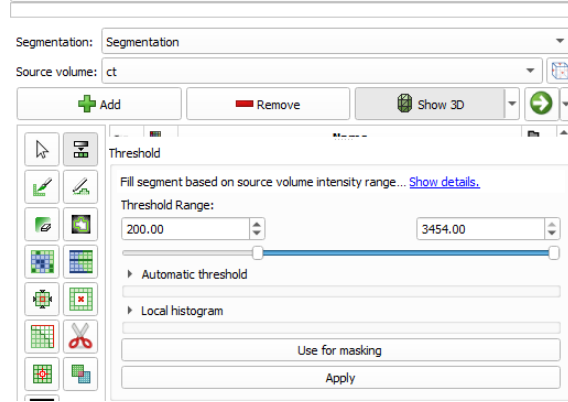 Segmentation: Segmentation
Source volume: ct
Add Remove Show 3D
Threshold
Fill segment based on source volume intensity range... Show details.
Threshold Range:
200.00 3454.00
Automatic threshold
Local histogram
Use for masking
Apply